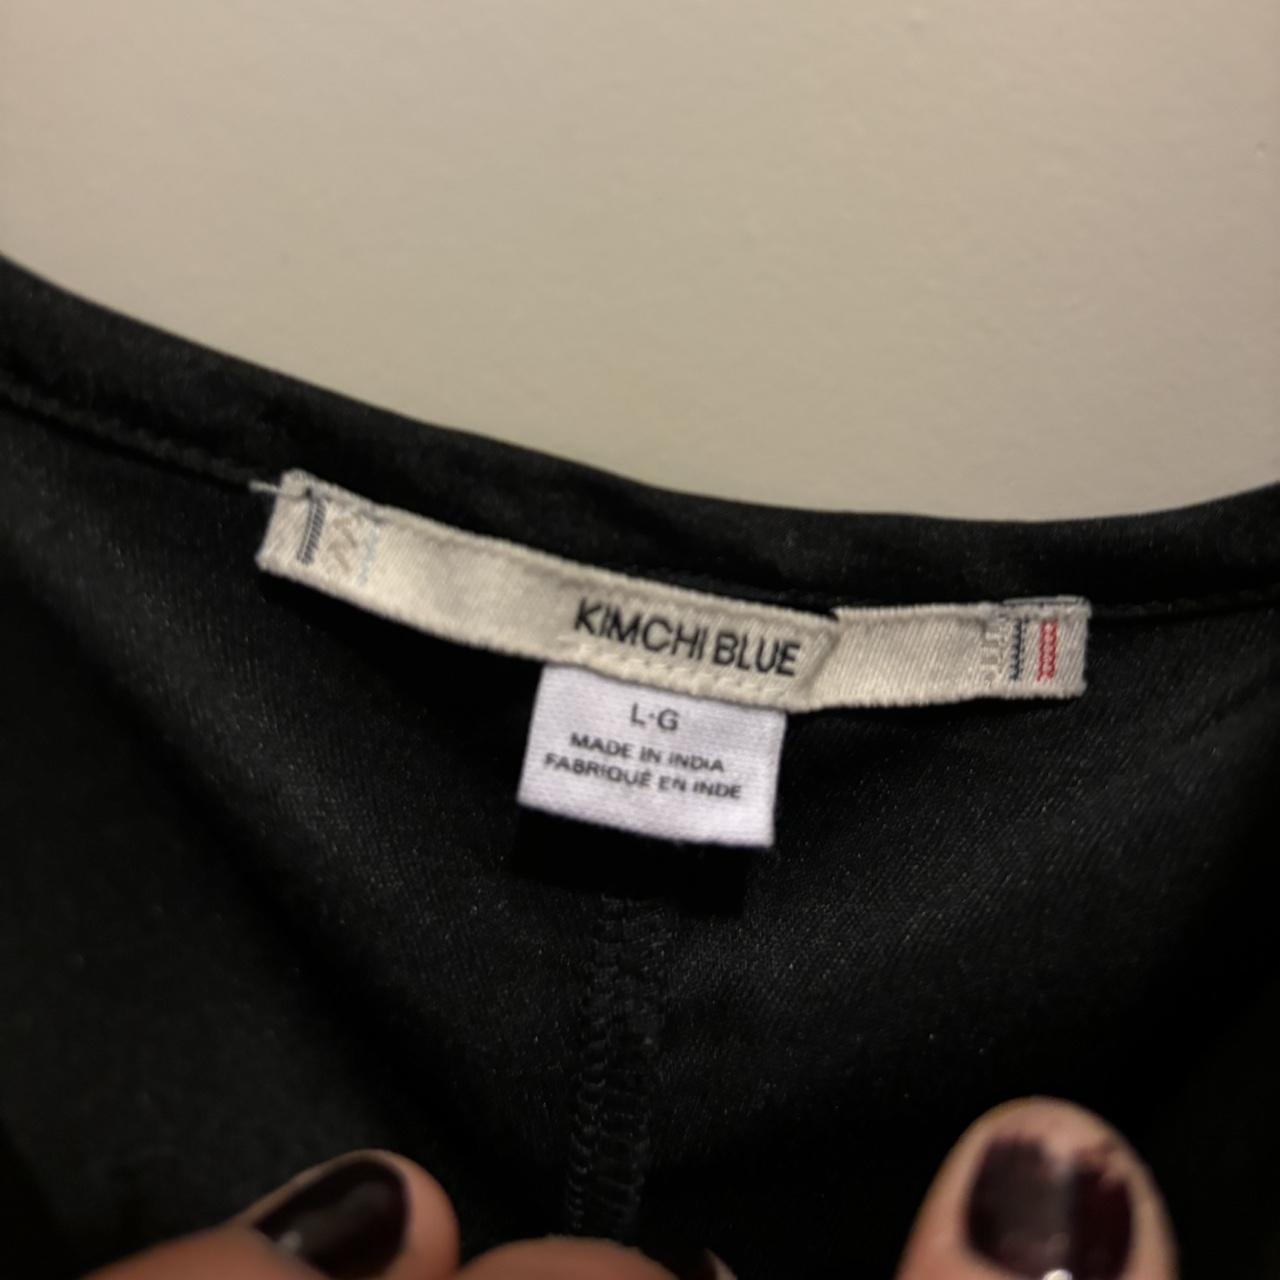 KIMCHI BLUE
L·G
MADE IN INDIA
FABRIQUÉ EN INDE